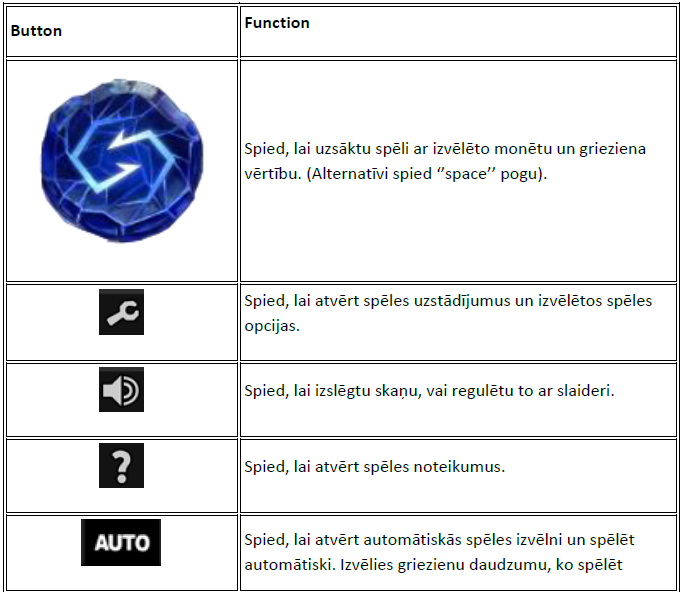 Button
Function
Spied, lai uzsāktu spēli ar izvēlēto monētu un grieziena
vērtību. (Alternatīvi spied ‘’space’’ pogu).
Spied, lai atvērt spēles uzstādījumus un izvēlētos spēles
opcijas.
Spied, lai izslēgtu skaņu, vai regulētu to ar slaideri.
?
Spied, lai atvērt spēles noteikumus.
AUTO
Spied, lai atvērt automātiskās spēles izvēlni un spēlēt
automātiski. Izvēlies griezienu daudzumu, ko spēlēt